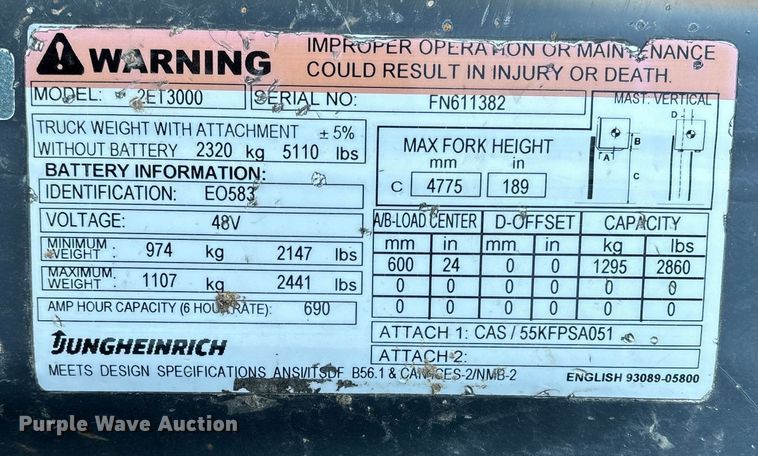 WARNING
IMPROPER OPERATION OR MAINTENANCE
COULD RESULT IN INJURY OR DEATH.
MODEL: 2ET3000
SERIAL NO: FN611382
MAST: VERTICAL
TRUCK WEIGHT WITH ATTACHMENT ± 5%
WITHOUT BATTERY 2320 kg 5110 lbs
BATTERY INFORMATION:
IDENTIFICATION: EO583
VOLTAGE: 48V
MINIMUM WEIGHT : 974 kg 2147 lbs
MAXIMUM WEIGHT : 1107 kg 2441 lbs
AMP HOUR CAPACITY (6 HOUR RATE): 690
MAX FORK HEIGHT
mm in
C 4775 189
D
A
B
C
A/B-LOAD CENTER D-OFFSET CAPACITY
mm in mm in kg lbs
600 24 0 0 1295 2860
0 0 0 0 0 0
0 0 0 0 0 0
ATTACH 1: CAS / 55KFPSA051
ATTACH 2:
JUNGHEINRICH
MEETS DESIGN SPECIFICATIONS ANSI/ITSDF B56.1 & CAN ICES-2/NMB-2
ENGLISH 93089-05800
Purple Wave Auction